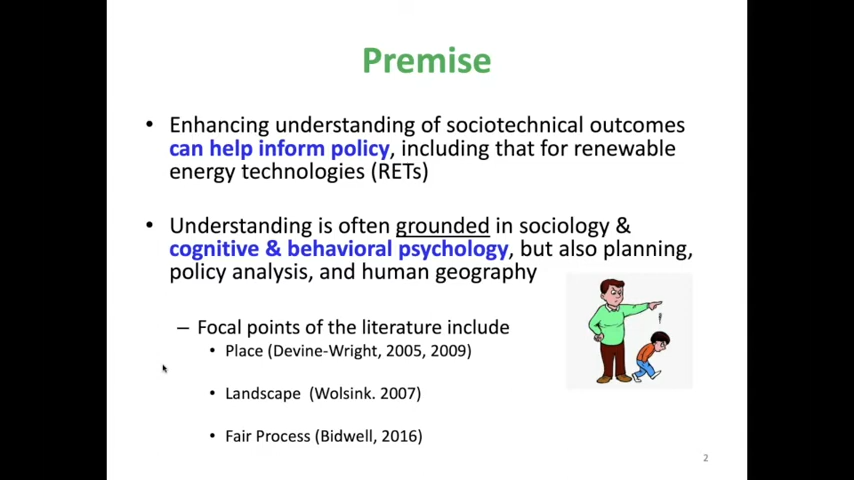 Premise
• Enhancing understanding of sociotechnical outcomes
can help inform policy, including that for renewable
energy technologies (RETs)
• Understanding is often grounded in sociology &
cognitive & behavioral psychology, but also planning,
policy analysis, and human geography
– Focal points of the literature include
• Place (Devine-Wright, 2005, 2009)
• Landscape (Wolsink. 2007)
• Fair Process (Bidwell, 2016)
2